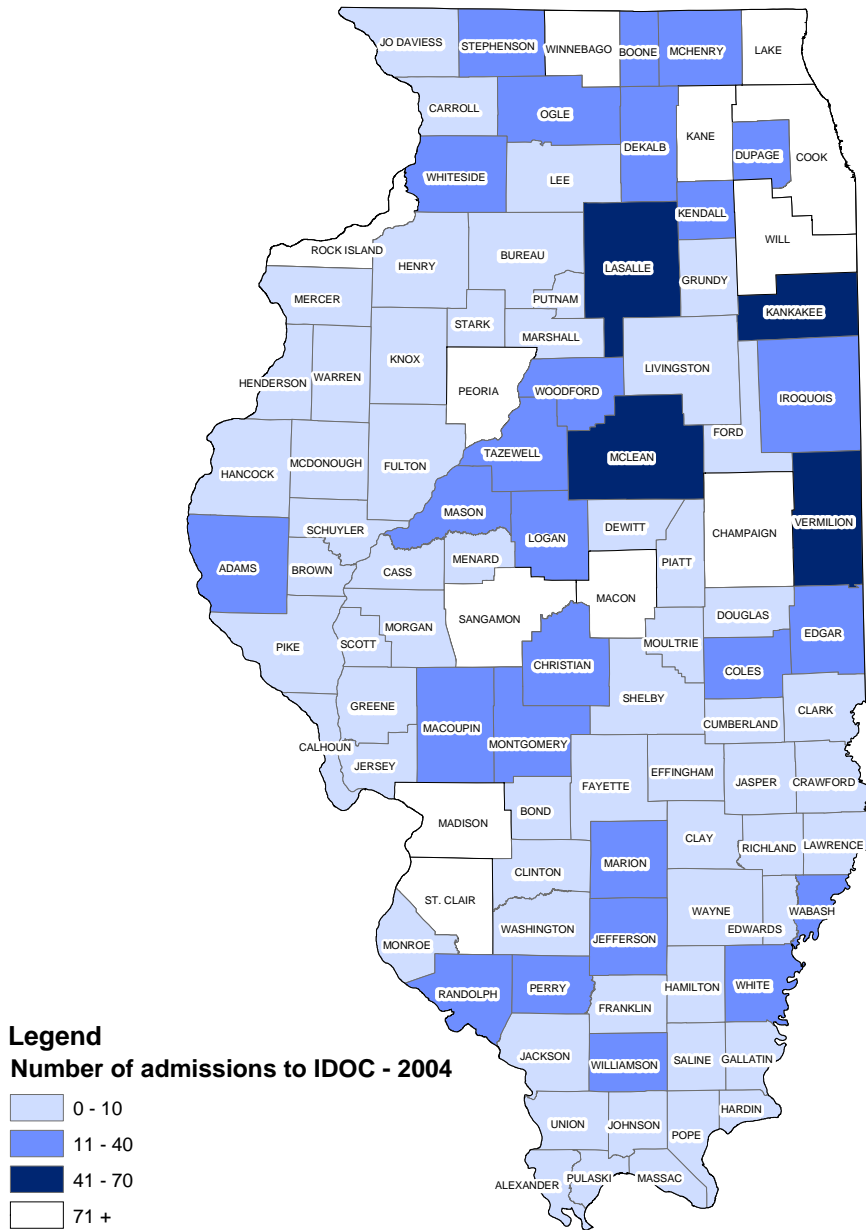 JO DAVIESS
STEPHENSON
WINNEBAGO
BOONE
MCHENRY
LAKE
CARROLL
OGLE
DEKALB
KANE
DUPAGE
COOK
WHITESIDE
LEE
KENDALL
WILL
ROCK ISLAND
HENRY
BUREAU
LASALLE
GRUNDY
MERCER
PUTNAM
KANKAKEE
STARK
MARSHALL
KNOX
LIVINGSTON
HENDERSON
WARREN
PEORIA
WOODFORD
IROQUOIS
FORD
HANCOCK
MCDONOUGH
FULTON
TAZEWELL
MCLEAN
MASON
SCHUYLER
LOGAN
DEWITT
CHAMPAIGN
VERMILION
ADAMS
BROWN
CASS
MENARD
PIATT
MACON
SANGAMON
DOUGLAS
PIKE
SCOTT
MORGAN
MOULTRIE
EDGAR
CHRISTIAN
COLES
SHELBY
GREENE
MACOUPIN
MONTGOMERY
CUMBERLAND
CLARK
CALHOUN
JERSEY
FAYETTE
EFFINGHAM
JASPER
CRAWFORD
BOND
MADISON
CLAY
RICHLAND
LAWRENCE
MARION
CLINTON
ST. CLAIR
WAYNE
WABASH
WASHINGTON
EDWARDS
MONROE
JEFFERSON
RANDOLPH
PERRY
HAMILTON
WHITE
FRANKLIN
JACKSON
WILLIAMSON
SALINE
GALLATIN
UNION
JOHNSON
POPE
HARDIN
ALEXANDER
PULASKI
MASSAC
Legend
Number of admissions to IDOC - 2004
0 - 10
11 - 40
41 - 70
71 +